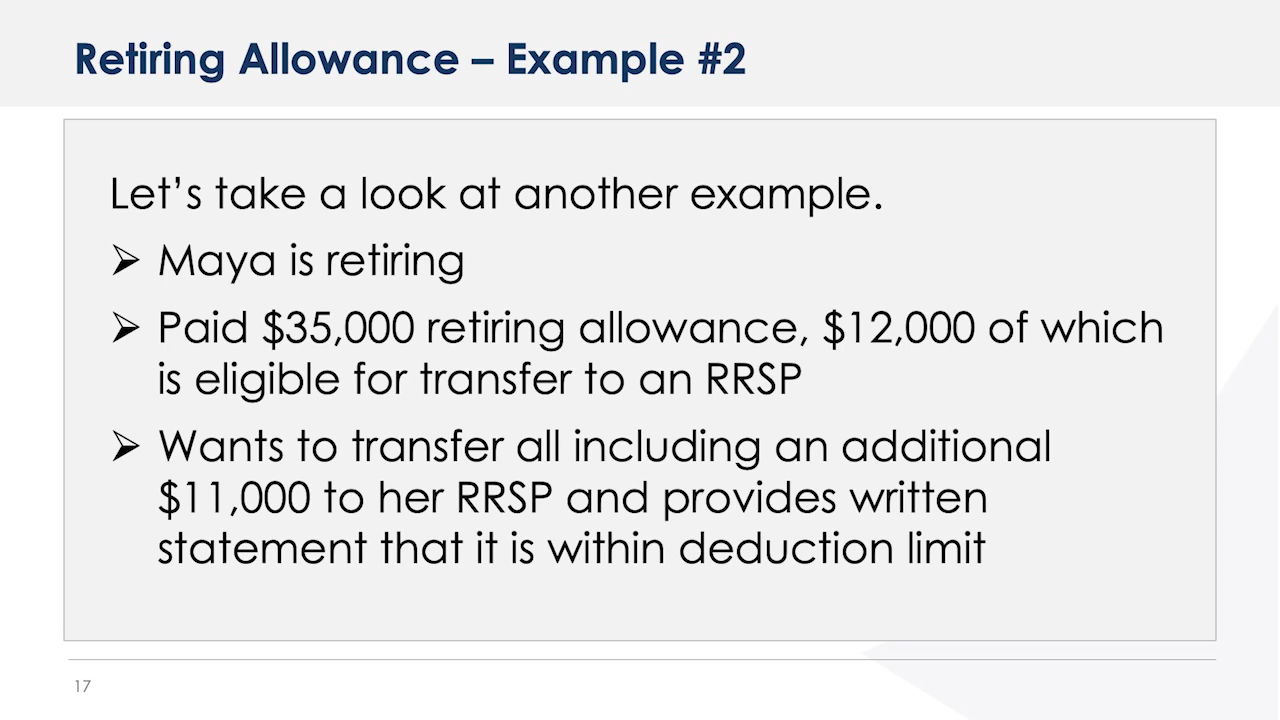 Retiring Allowance – Example #2
Let’s take a look at another example.
➢ Maya is retiring
➢ Paid $35,000 retiring allowance, $12,000 of which
is eligible for transfer to an RRSP
➢ Wants to transfer all including an additional
$11,000 to her RRSP and provides written
statement that it is within deduction limit
17